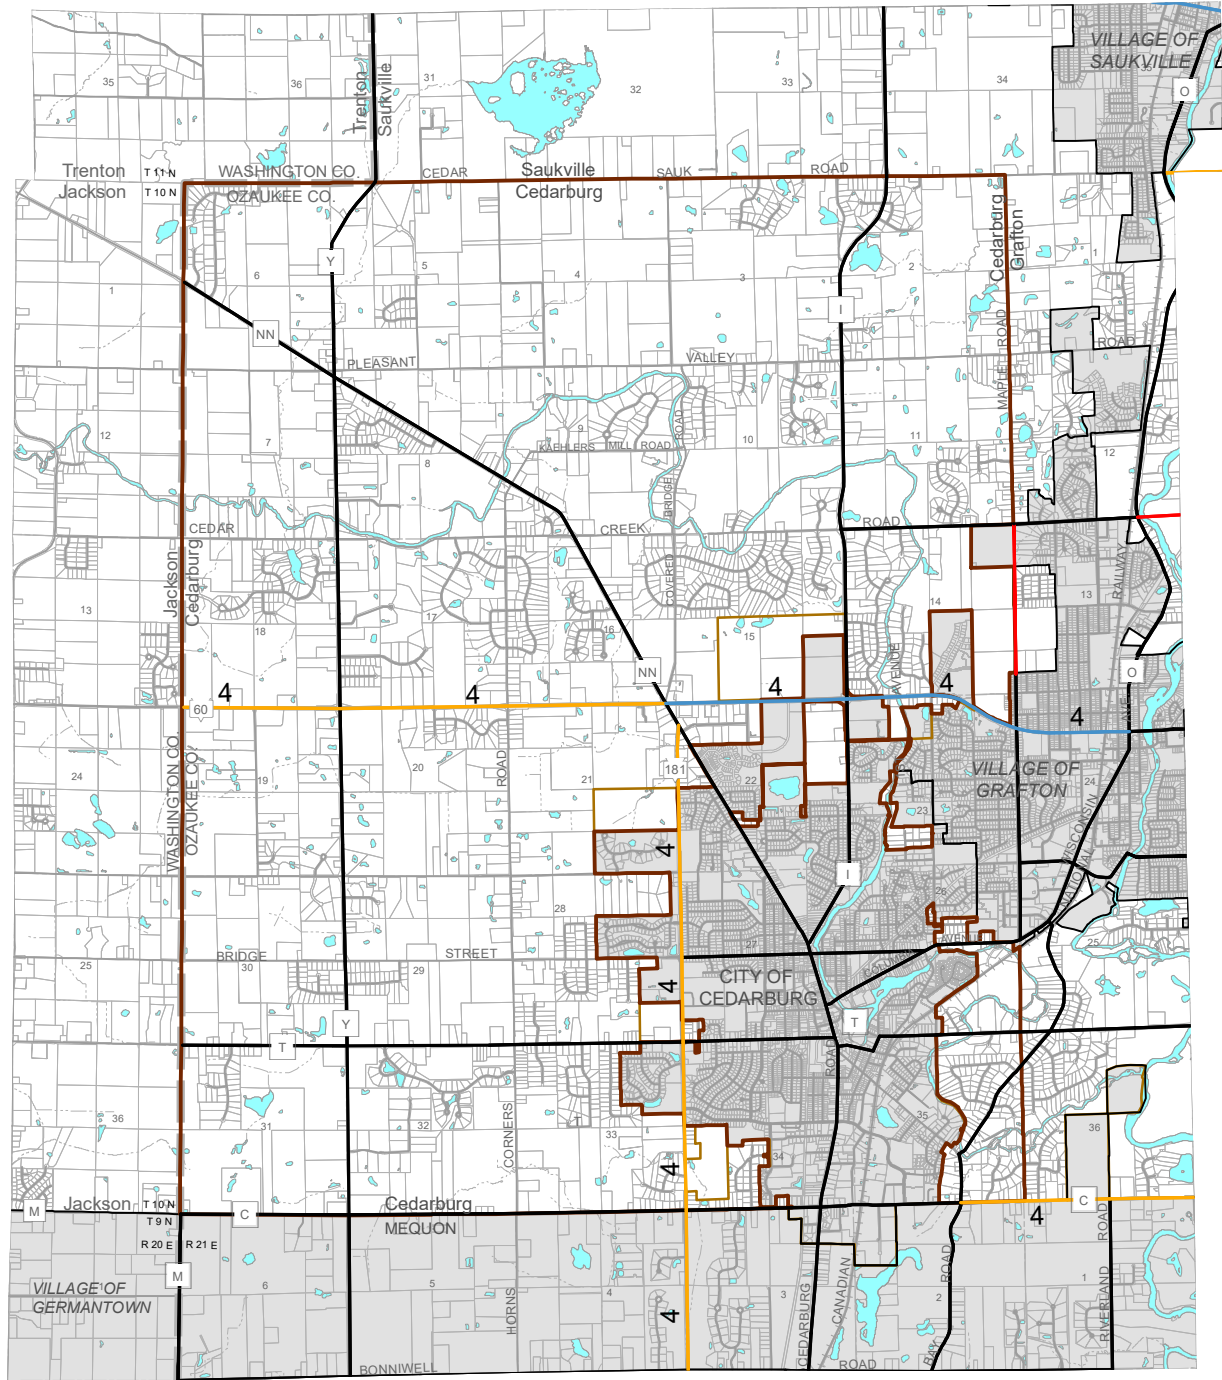 VILLAGE OF
SAUKVILLE
35
36
Trenton
Saukville
31
32
33
34
O
Trenton
Jackson
T 11 N
T 10 N
WASHINGTON CO.
OZAUKEE CO.
CEDAR
Saukville
Cedarburg
SAUK
ROAD
Cedarburg
Grafton
1
6
Y
5
4
3
2
1
NN
I
MAPLE ROAD
ROAD
PLEASANT
VALLEY
12
7
8
9
KAEHLERS MILL ROAD
ROAD
10
11
12
BRIDGE
CEDAR
CREEK
ROAD
Jackson
Cedarburg
COVERED
RAILWAY
13
18
17
16
15
14
13
AVENUE
NN
O
4
4
4
4
4
60
WASHINGTON CO.
OZAUKEE CO.
24
19
20
ROAD
21
181
22
VILLAGE OF
GRAFTON
24
23
WISCONSIN
NATIONAL
4
I
28
26
27
25
BRIDGE
30
29
STREET
AVENUE
25
COLUMBIA
CITY OF
CEDARBURG
4
Y
T
T
ROAD
36
31
32
CORNERS
33
34
35
36
4
M
Jackson
T 10 N
T 9 N
R 20 E
R 21 E
C
Cedarburg
MEQUON
4
C
ROAD
M
VILLAGE OF
GERMANTOWN
6
5
HORNS
4
4
3
CEDARBURG
CANADIAN
2
ROAD
1
RIVERLAND
BONNIWELL
ROAD
BAY